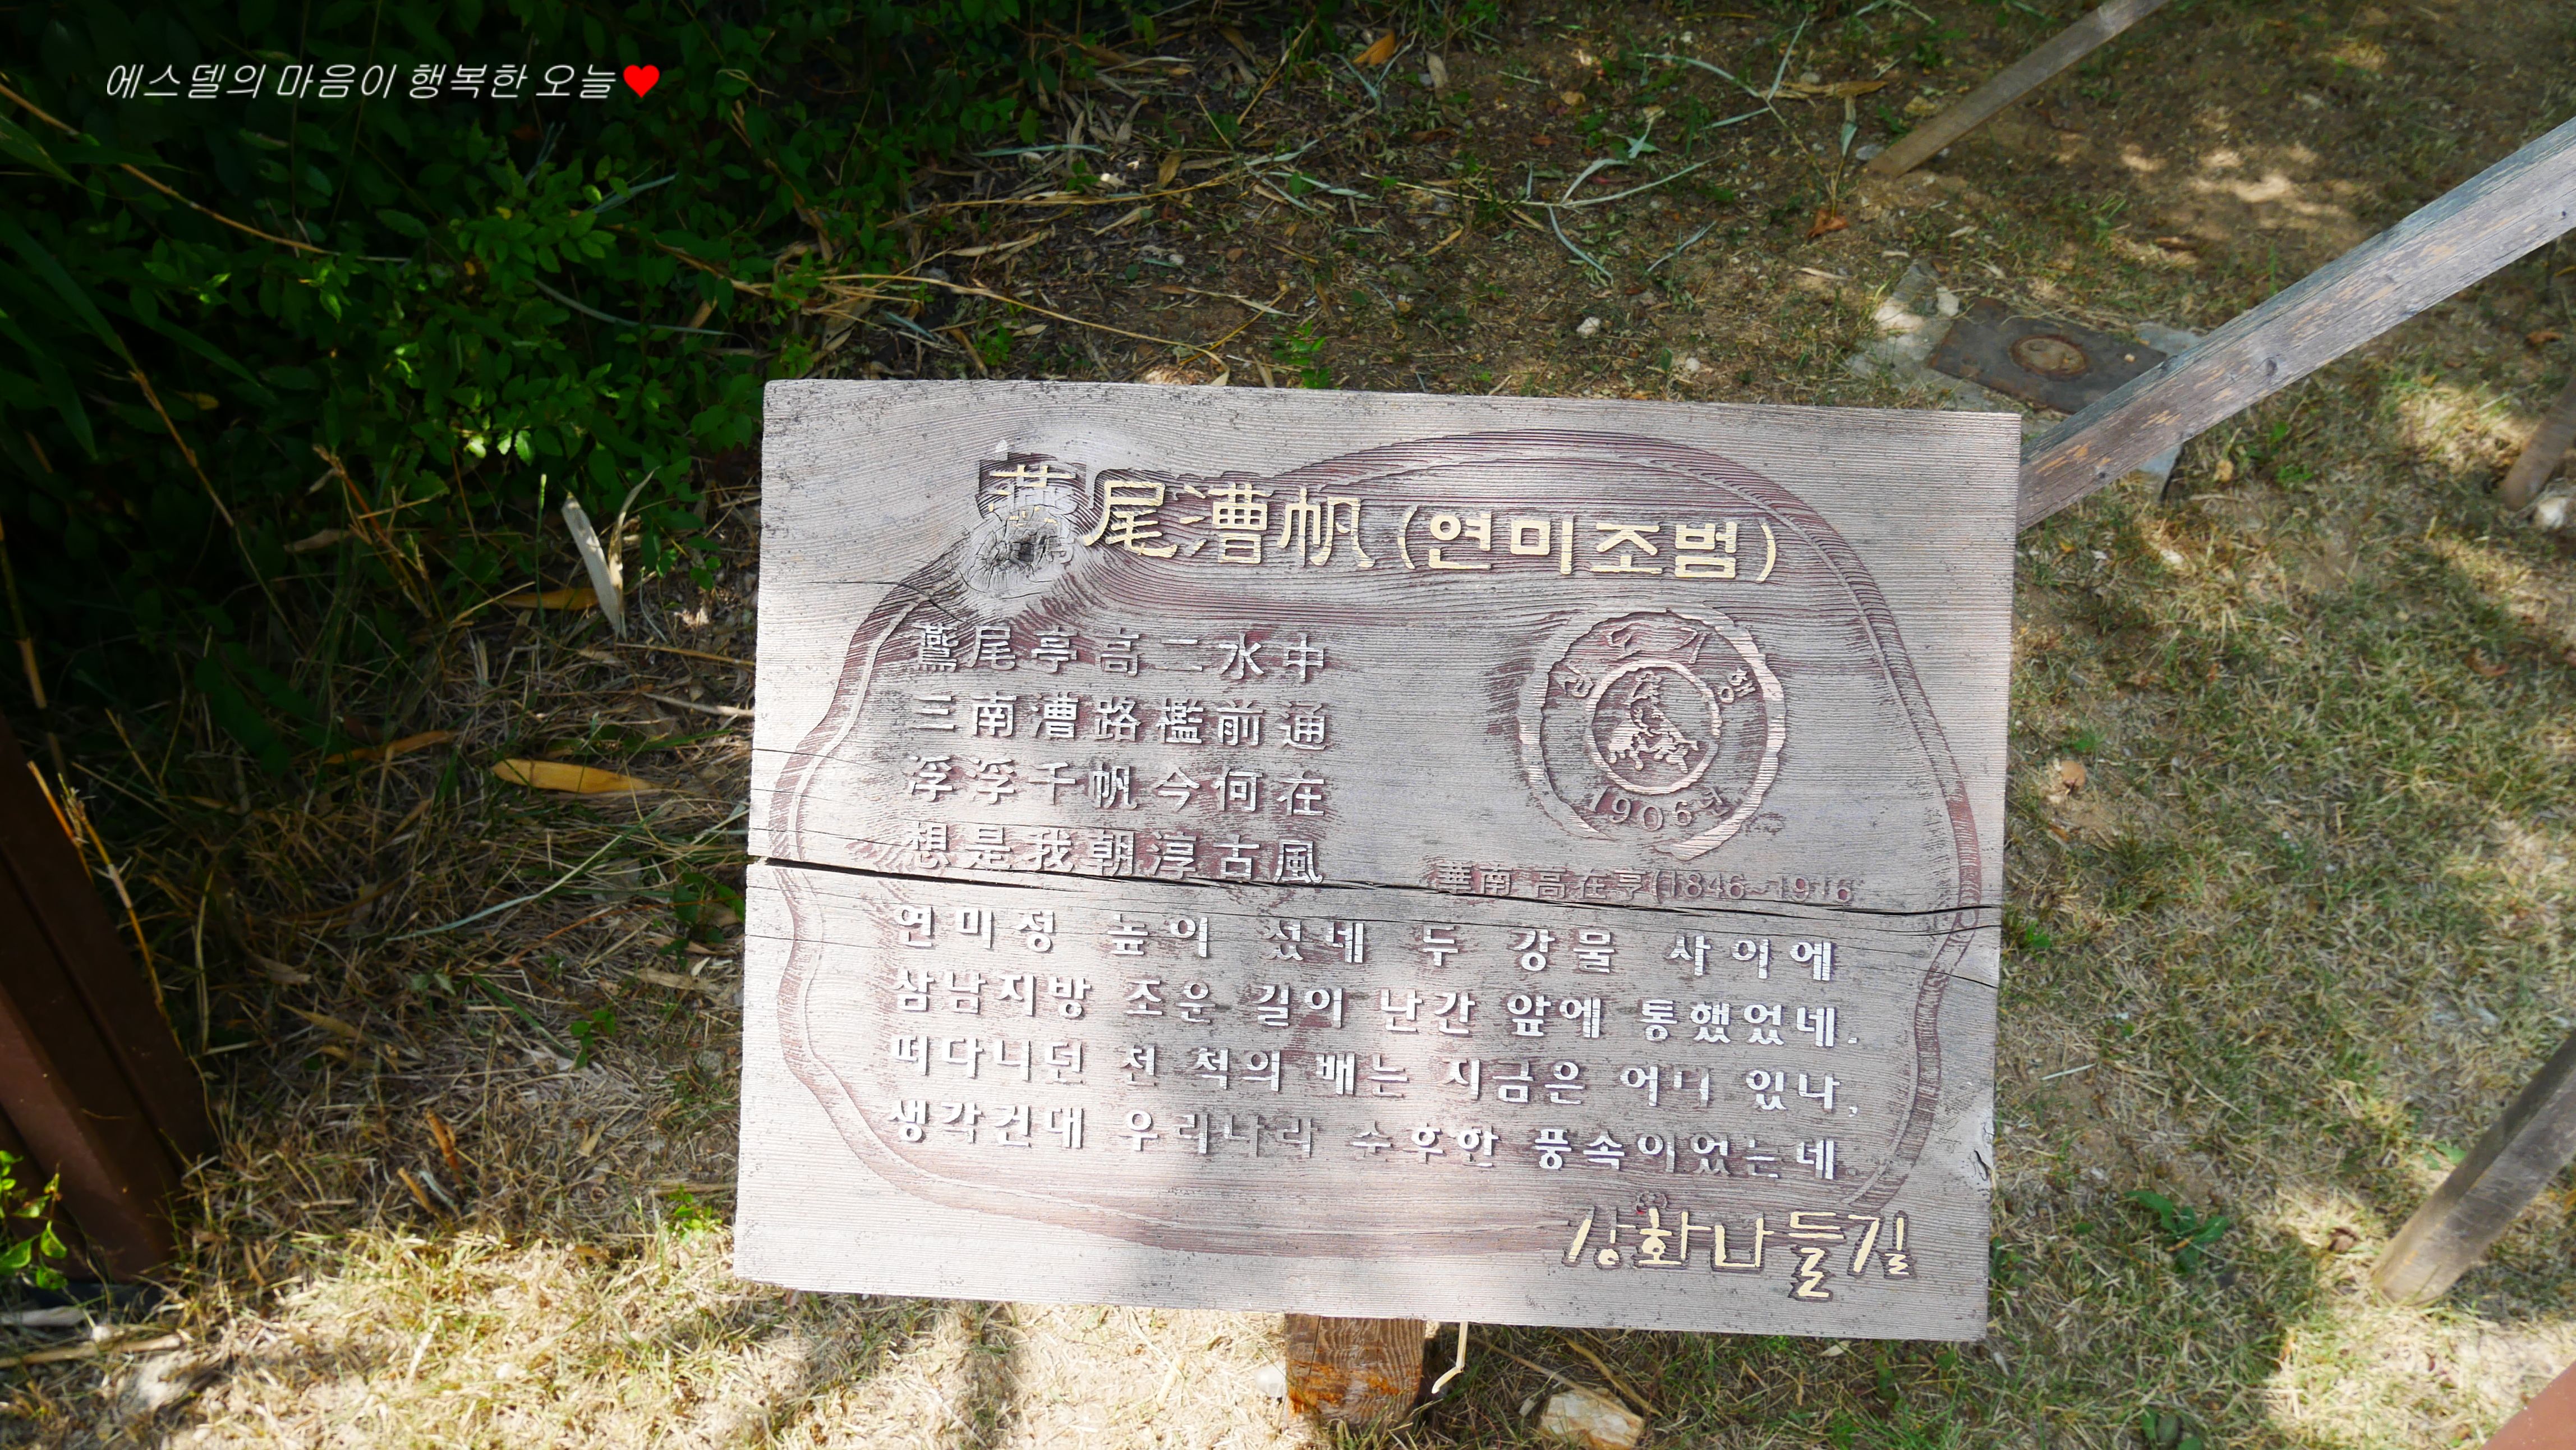 에스델의 마음이 행복한 오늘♥
燕尾漕帆 (연미조범)
鷰尾亭高二水中
三南漕路檻前通
浮浮千帆今何在
想是我朝淳古風
1906년
華南 高在亨(1846~1916
연미정 높이 섰네 두 강물 사이에
삼남지방 조운 길이 난간 앞에 통했었네.
떠다니던 천 척의 배는 지금은 어디 있나,
생각건대 우리나라 순후한 풍속이었는데
강화나들길